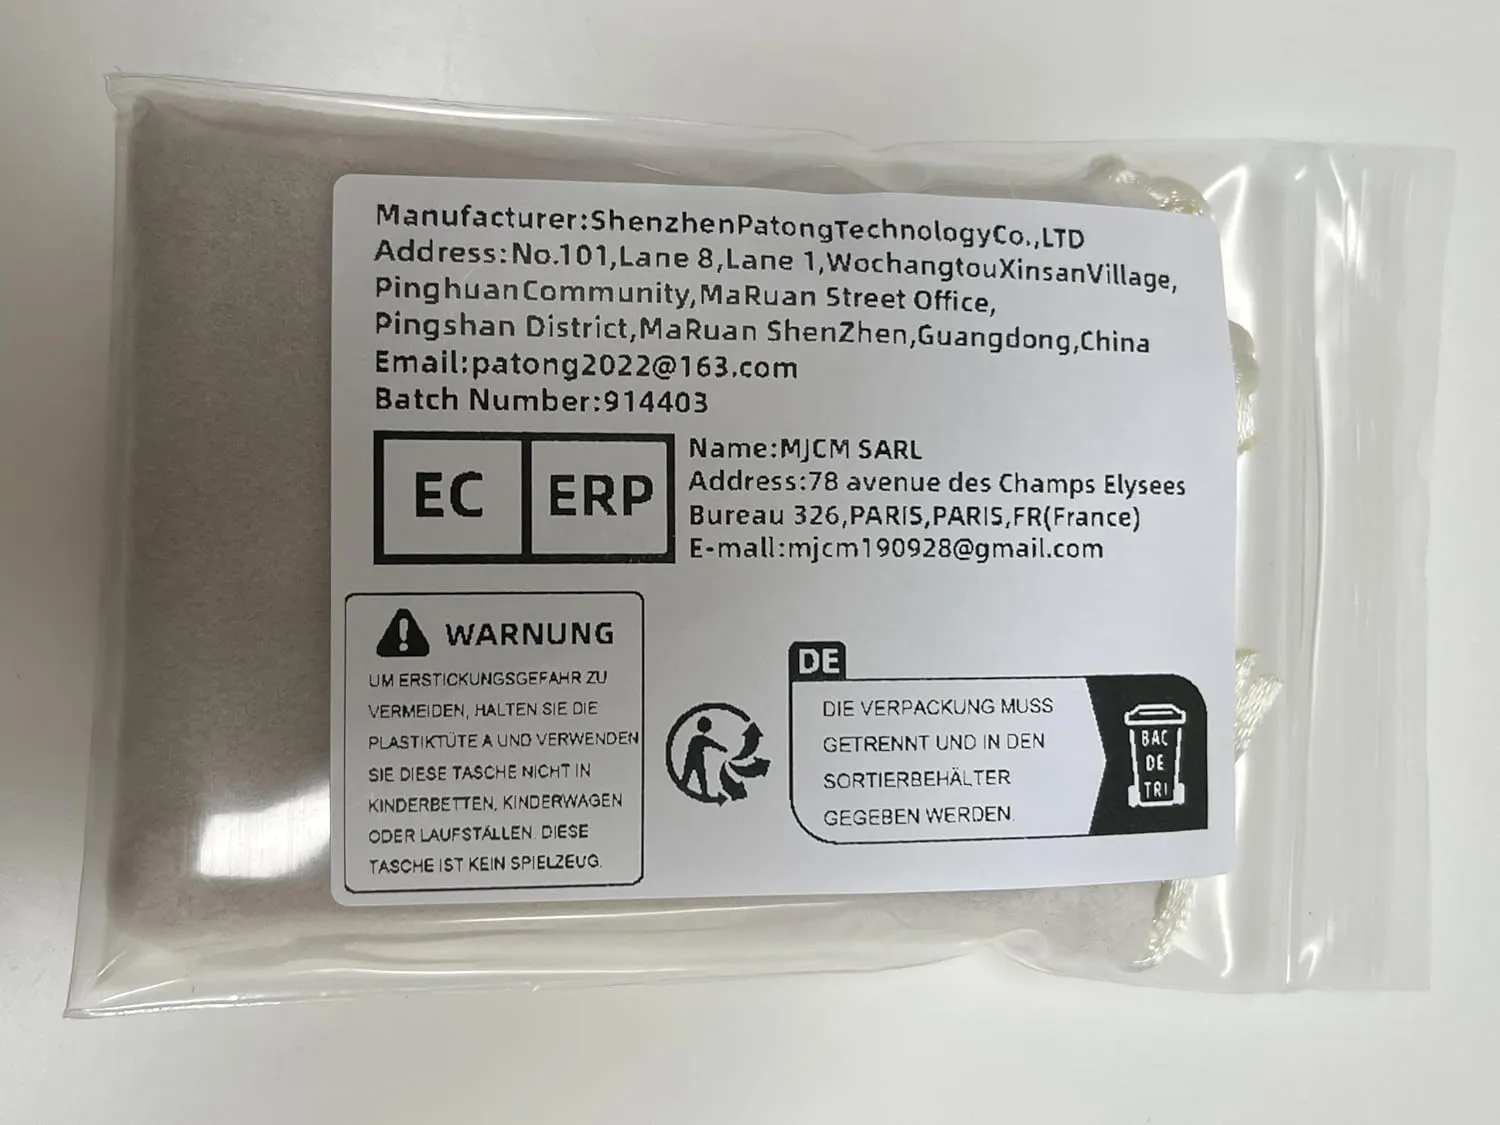 Manufacturer:ShenzhenPatongTechnologyCo.,LTD
Address:No.101,Lane 8,Lane 1,WochangtouXinsanVillage,
PinghuanCommunity,MaRuan Street Office,
Pingshan District,MaRuan ShenZhen,Guangdong,China
Email:patong2022@163.com
Batch Number:914403
EC ERP
Name:MJCM SARL
Address:78 avenue des Champs Elysees
Bureau 326,PARIS,PARIS,FR(France)
E-mall:mjcm190928@gmail.com
WARNUNG
UM ERSTICKUNGSGEFAHR ZU
VERMEIDEN, HALTEN SIE DIE
PLASTIKTÜTE A UND VERWENDEN
SIE DIESE TASCHE NICHT IN
KINDERBETTEN, KINDERWAGEN
ODER LAUFSTÄLLEN. DIESE
TASCHE IST KEIN SPIELZEUG.
DE
DIE VERPACKUNG MUSS
GETRENNT UND IN DEN
SORTIERBEHÄLTER
GEGEBEN WERDEN.
BAC
DE
TRI